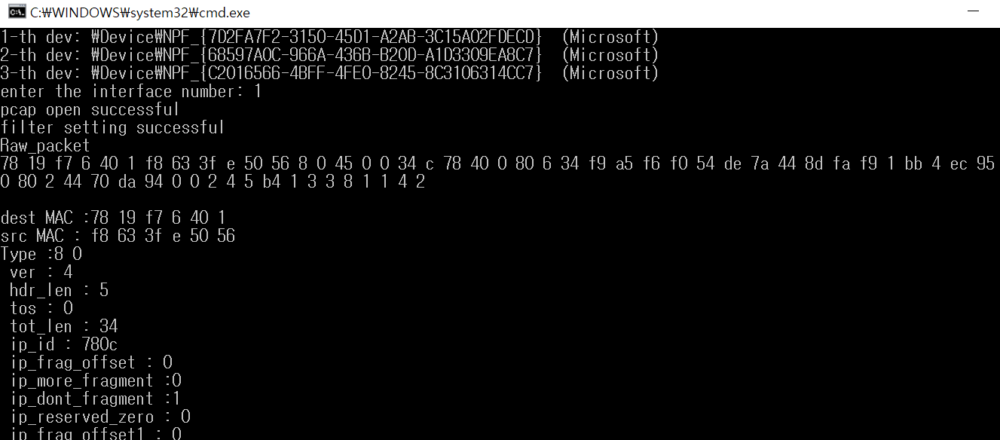 C:₩WINDOWS₩system32₩cmd.exe
1-th dev: ₩Device₩NPF_{7D2FA7F2-3150-45D1-A2AB-3C15A02FDECD}  (Microsoft)
2-th dev: ₩Device₩NPF_{68597A0C-966A-436B-B20D-A1D3309EA8C7}  (Microsoft)
3-th dev: ₩Device₩NPF_{C2016566-4BFF-4FE0-8245-8C3106314CC7}  (Microsoft)
enter the interface number: 1
pcap open successful
filter setting successful
Raw_packet
78 19 f7 6 40 1 f8 63 3f e 50 56 8 0 45 0 0 34 c 78 40 0 80 6 34 f9 a5 f6 f0 54 de 7a 44 8d fa f9 1 bb 4 ec 95
0 80 2 44 70 da 94 0 0 2 4 5 b4 1 3 3 8 1 1 4 2
dest MAC :78 19 f7 6 40 1
src MAC : f8 63 3f e 50 56
Type :8 0
ver : 4
hdr_len : 5
tos : 0
tot_len : 34
ip_id : 780c
ip_frag_offset : 0
ip_more_fragment :0
ip_dont_fragment :1
ip_reserved_zero : 0
ip_frag_offset1 : 0